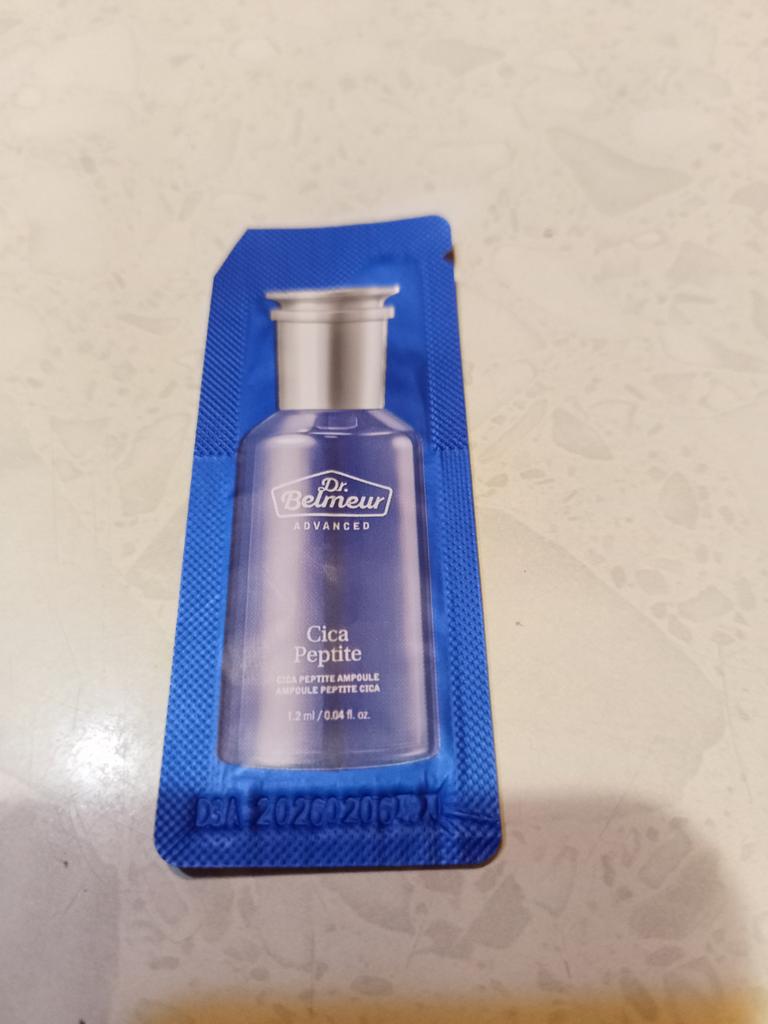 Dr.
Belmeur
ADVANCED
Cica
Peptite
CICA PEPTITE AMPOULE
AMPOULE PEPTITE CICA
1.2 ml / 0.04 fl. oz.
20260206